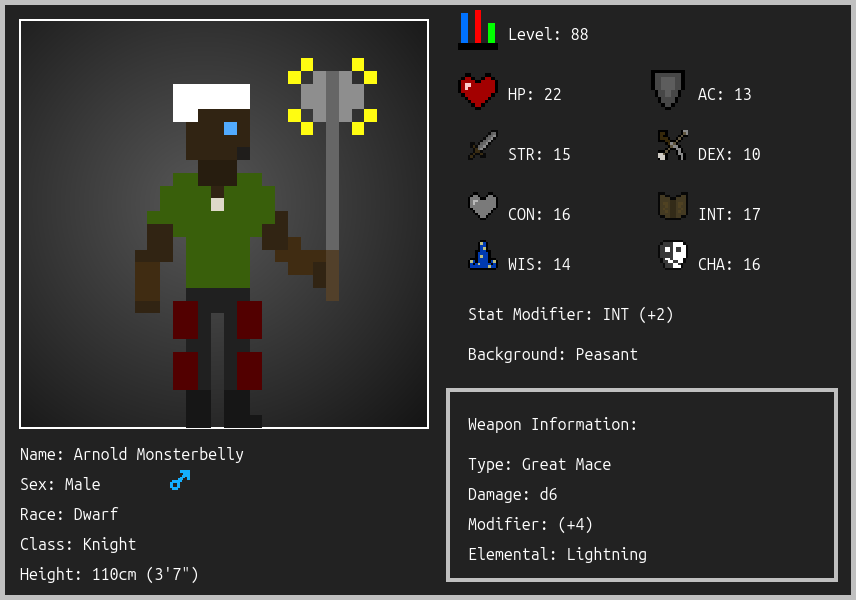 Level: 88
HP: 22
AC: 13
STR: 15
DEX: 10
CON: 16
INT: 17
WIS: 14
CHA: 16
Stat Modifier: INT (+2)
Background: Peasant
Weapon Information:
Type: Great Mace
Damage: d6
Modifier: (+4)
Elemental: Lightning
Name: Arnold Monsterbelly
Sex: Male
Race: Dwarf
Class: Knight
Height: 110cm (3'7")